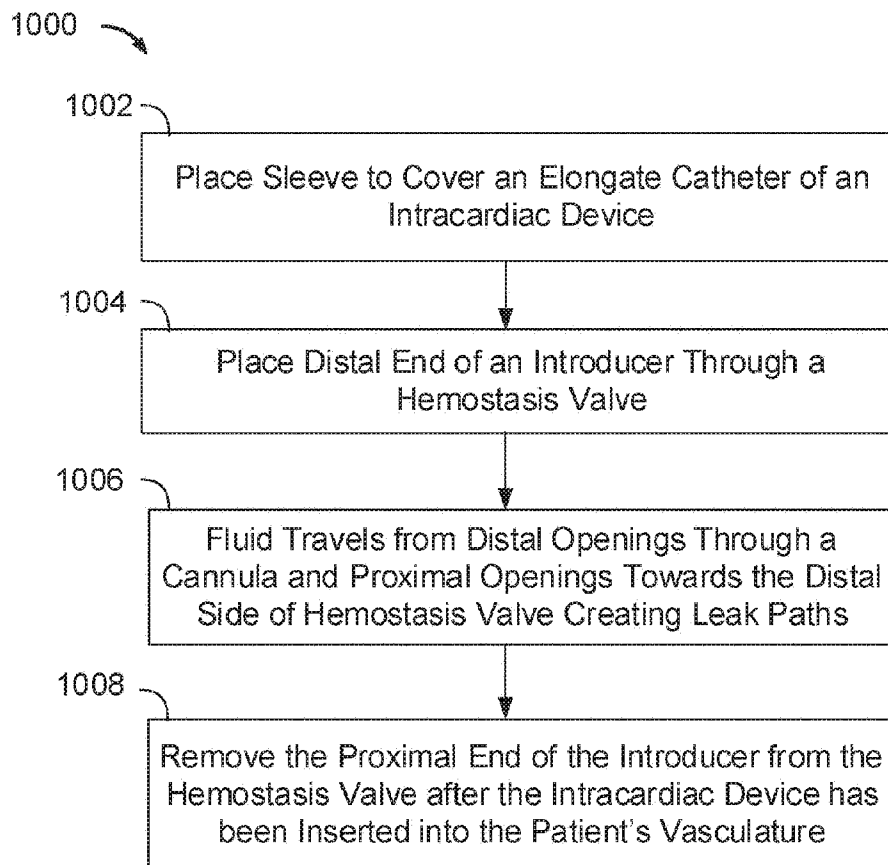 1000
1002
Place Sleeve to Cover an Elongate Catheter of an
Intracardiac Device
1004
Place Distal End of an Introducer Through a
Hemostasis Valve
1006
Fluid Travels from Distal Openings Through a
Cannula and Proximal Openings Towards the Distal
Side of Hemostasis Valve Creating Leak Paths
1008
Remove the Proximal End of the Introducer from the
Hemostasis Valve after the Intracardiac Device has
been Inserted into the Patient's Vasculature